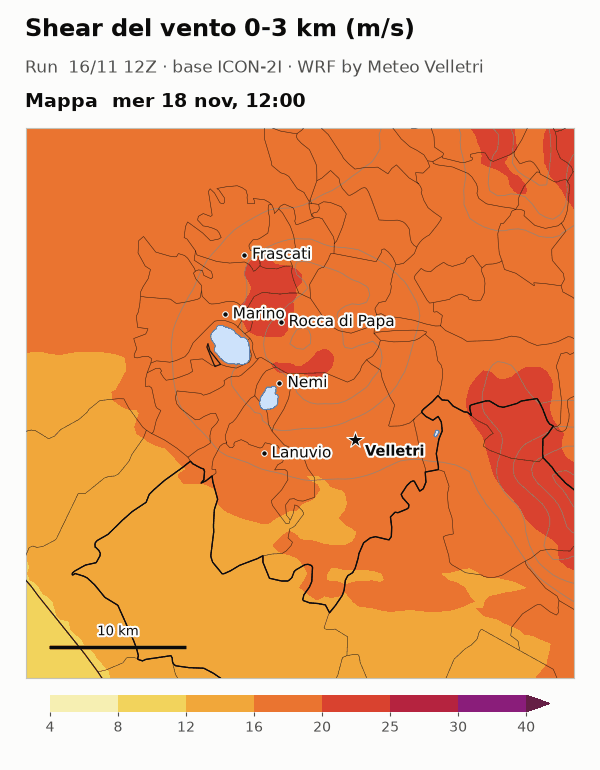 Shear del vento 0-3 km (m/s)
Run  16/11 12Z · base ICON-2I · WRF by Meteo Velletri
Mappa  mer 18 nov, 12:00
Frascati
Marino
Rocca di Papa
Nemi
Velletri
Lanuvio
10 km
4 8 12 16 20 25 30 40